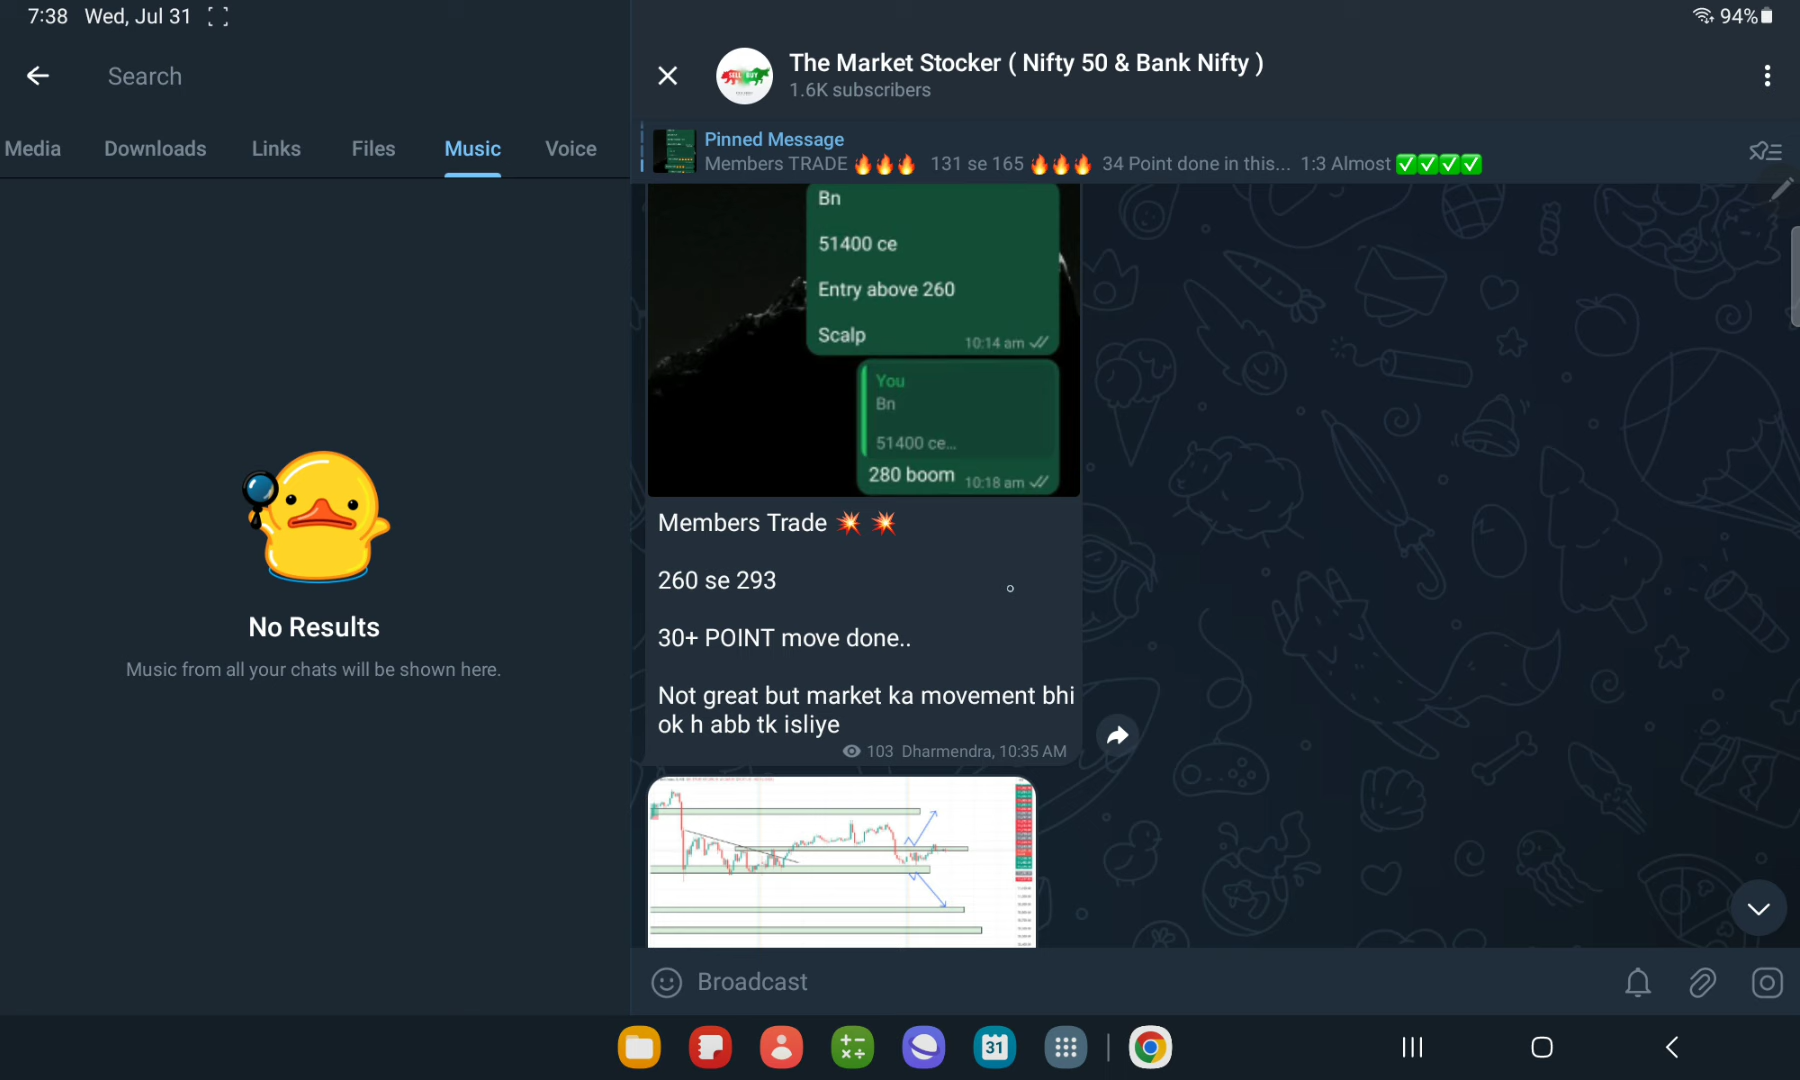 7:38 Wed, Jul 31
94%
Search
Media Downloads Links Files Music Voice
No Results
Music from all your chats will be shown here.
The Market Stocker ( Nifty 50 & Bank Nifty )
1.6K subscribers
Pinned Message
Members TRADE 🔥🔥🔥 131 se 165 🔥🔥🔥 34 Point done in this... 1:3 Almost ✅✅✅✅
SELL BUY
Bn
51400 ce
Entry above 260
Scalp
10:14 am
You
Bn
51400 ce...
280 boom 10:18 am
Members Trade 💥 💥
260 se 293
30+ POINT move done..
Not great but market ka movement bhi
ok h abb tk isliye
103 Dharmendra, 10:35 AM
Broadcast
31